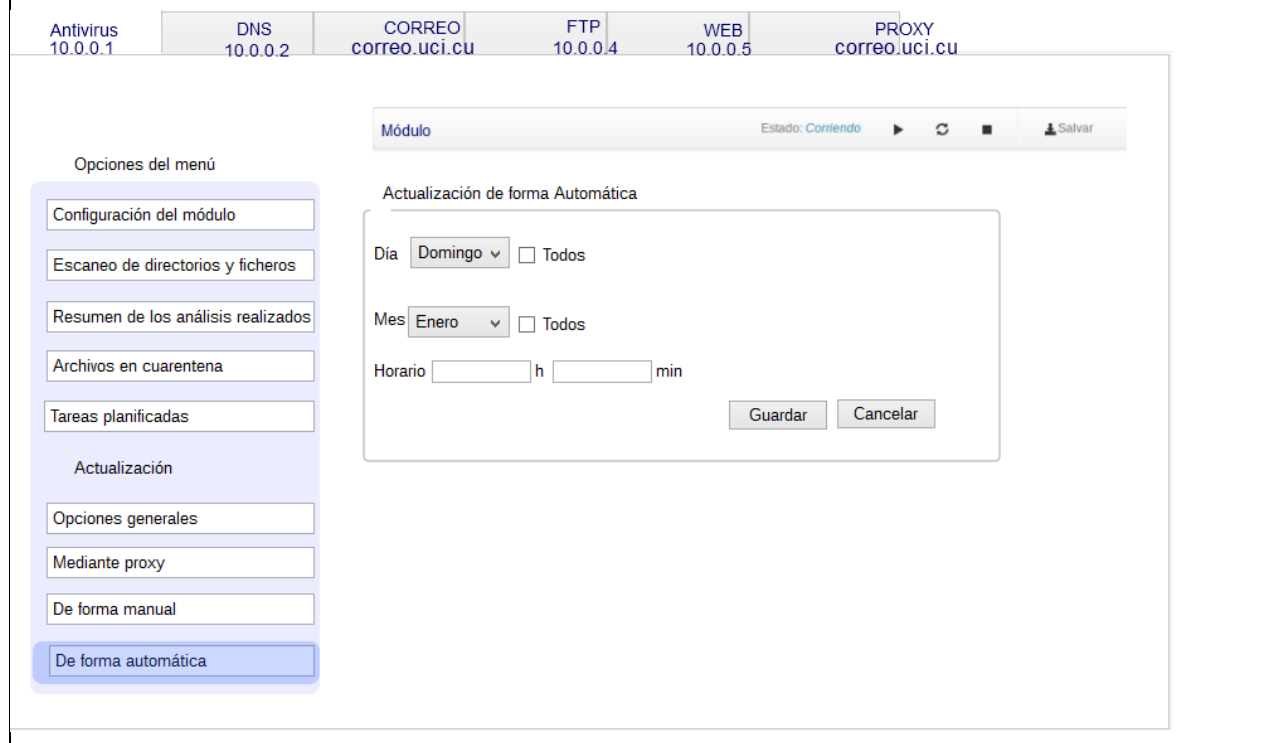 Antivirus
10.0.0.1
DNS
10.0.0.2
CORREO
correo.uci.cu
FTP
10.0.0.4
WEB
10.0.0.5
PROXY
correo.uci.cu
Módulo
Estado: Corriendo
Salvar
Opciones del menú
Configuración del módulo
Escaneo de directorios y ficheros
Resumen de los análisis realizados
Archivos en cuarentena
Tareas planificadas
Actualización
Opciones generales
Mediante proxy
De forma manual
De forma automática
Actualización de forma Automática
Día Domingo Todos
Mes Enero Todos
Horario h min
Guardar Cancelar